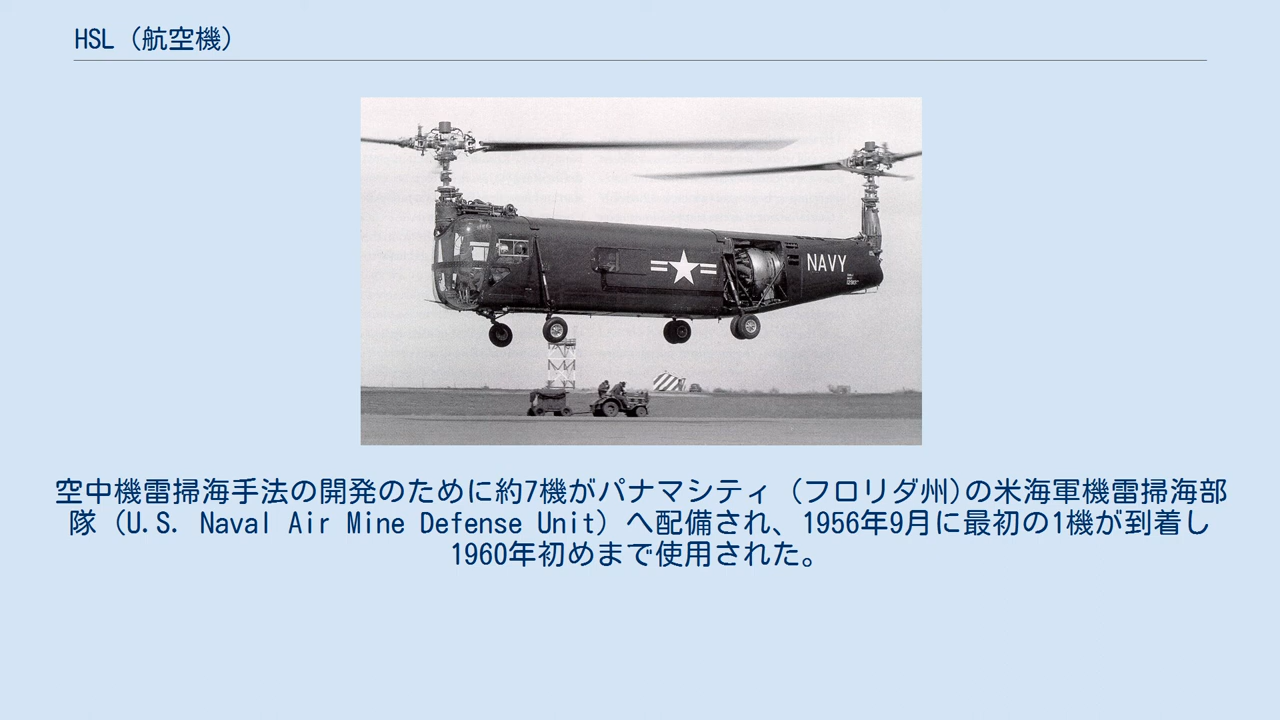 HSL（航空機）
NAVY
空中機雷掃海手法の開発のために約7機がパナマシティ（フロリダ州)の米海軍機雷掃海部
隊（U.S. Naval Air Mine Defense Unit）へ配備され、1956年9月に最初の1機が到着し
1960年初めまで使用された。